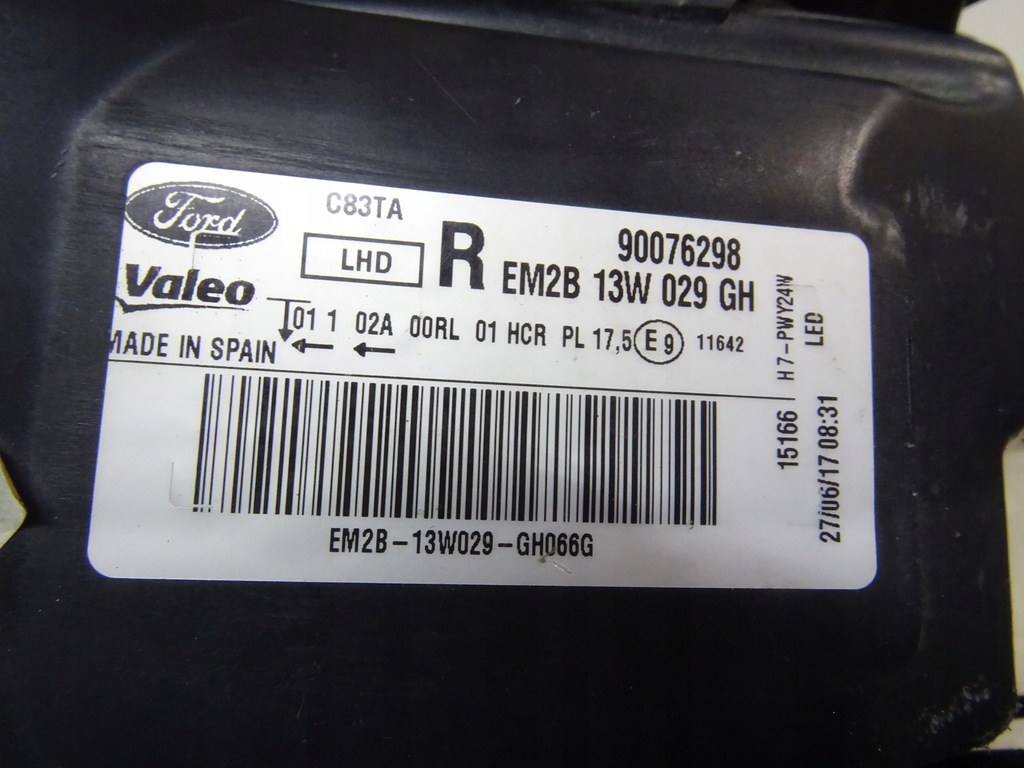 Ford
C83TA
LHD
R
90076298
EM2B 13W 029 GH
Valeo
01 1 02A 00RL 01 HCR PL 17,5 E9 11642
MADE IN SPAIN
H7-PWY24W
LED
15166
27/06/17 08:31
EM2B-13W029-GH066G